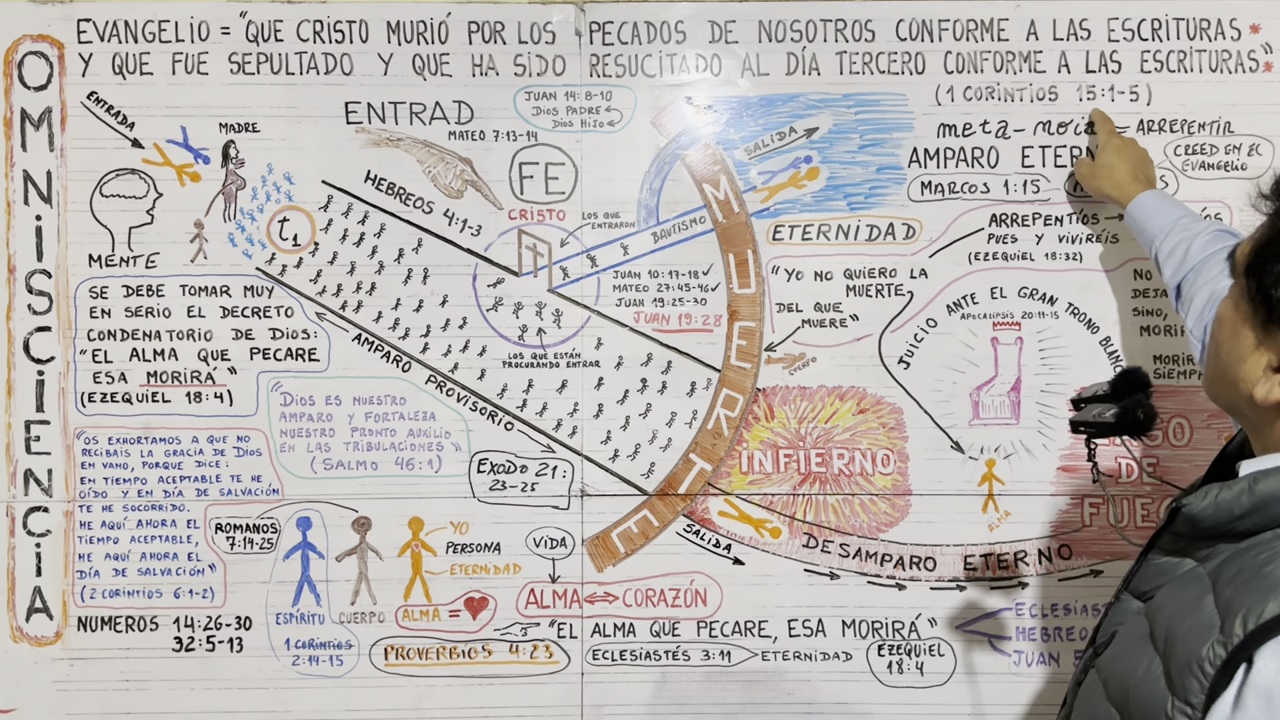 EVANGELIO = "QUE CRISTO MURIÓ POR LOS PECADOS DE NOSOTROS CONFORME A LAS ESCRITURAS *
Y QUE FUE SEPULTADO Y QUE HA SIDO RESUCITADO AL DÍA TERCERO CONFORME A LAS ESCRITURAS"
(1 CORINTIOS 15:1-5)
OMNISCIENCIA
ENTRADA
MADRE
MENTE
t1
ENTRAD
MATEO 7:13-14
JUAN 14:8-10
DIOS PADRE
DIOS HIJO
FE
HEBREOS 4:1-3
CRISTO
LOS QUE
ENTRARON
BAUTISMO
SALIDA
meta-noia = ARREPENTIR
AMPARO
CREED EN EL
EVANGELIO
MARCOS 1:15
ETERNIDAD
ARREPENTÍOS →
PUES Y VIVIRÉIS
(EZEQUIEL 18:32)
"YO NO QUIERO LA
MUERTE
DEL QUE
MUERE"
CUERPO
JUAN 10:17-18 ✓
MATEO 27:45-46 ✓
JUAN 19:25-30
JUAN 19:28
LOS QUE ESTÁN
PROCURANDO ENTRAR
MUERTE
AMPARO PROVISORIO
SE DEBE TOMAR MUY
EN SERIO EL DECRETO
CONDENATORIO DE DIOS:
"EL ALMA QUE PECARE
ESA MORIRÁ"
(EZEQUIEL 18:4)
"DIOS ES NUESTRO
AMPARO Y FORTALEZA
NUESTRO PRONTO AUXILIO
EN LAS TRIBULACIONES"
(SALMO 46:1)
EXODO 21:
23-25
"OS EXHORTAMOS A QUE NO
RECIBAIS LA GRACIA DE DIOS
EN VANO, PORQUE DICE:
EN TIEMPO ACEPTABLE TE HE
OÍDO Y EN DÍA DE SALVACIÓN
TE HE SOCORRIDO.
HE AQUÍ AHORA EL
TIEMPO ACEPTABLE,
HE AQUÍ AHORA EL
DÍA DE SALVACIÓN"
(2 CORINTIOS 6:1-2)
NUMEROS 14:26-30
32:5-13
ROMANOS
7:14-25
ESPÍRITU
CUERPO
ALMA =
YO
PERSONA
ETERNIDAD
1 CORINTIOS
2:14-15
PROVERBIOS 4:23
VIDA
ALMA ↔ CORAZÓN
"EL ALMA QUE PECARE, ESA MORIRÁ"
ECLESIASTÉS 3:11
ETERNIDAD
EZEQUIEL
18:4
INFIERNO
SALIDA
DESAMPARO ETERNO
JUICIO ANTE EL GRAN TRONO
APOCALIPSIS 20:11-15
ALMA
NO
SINO,
DE